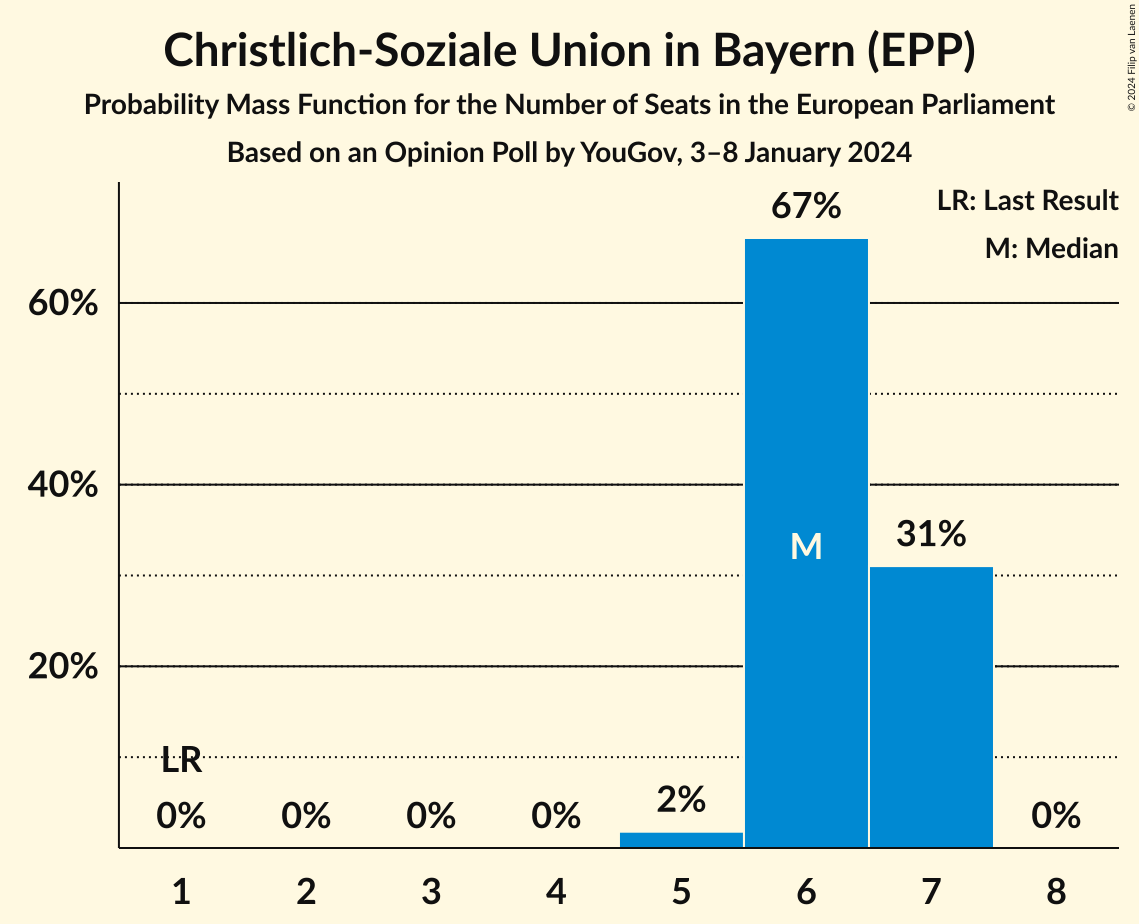 Christlich-Soziale Union in Bayern (EPP)
Probability Mass Function for the Number of Seats in the European Parliament
Based on an Opinion Poll by YouGov, 3–8 January 2024
© 2024 Filip van Laenen
LR: Last Result
M: Median
67%
60%
40%
31%
M
20%
LR
0% 0% 0% 0% 2% 0%
1 2 3 4 5 6 7 8